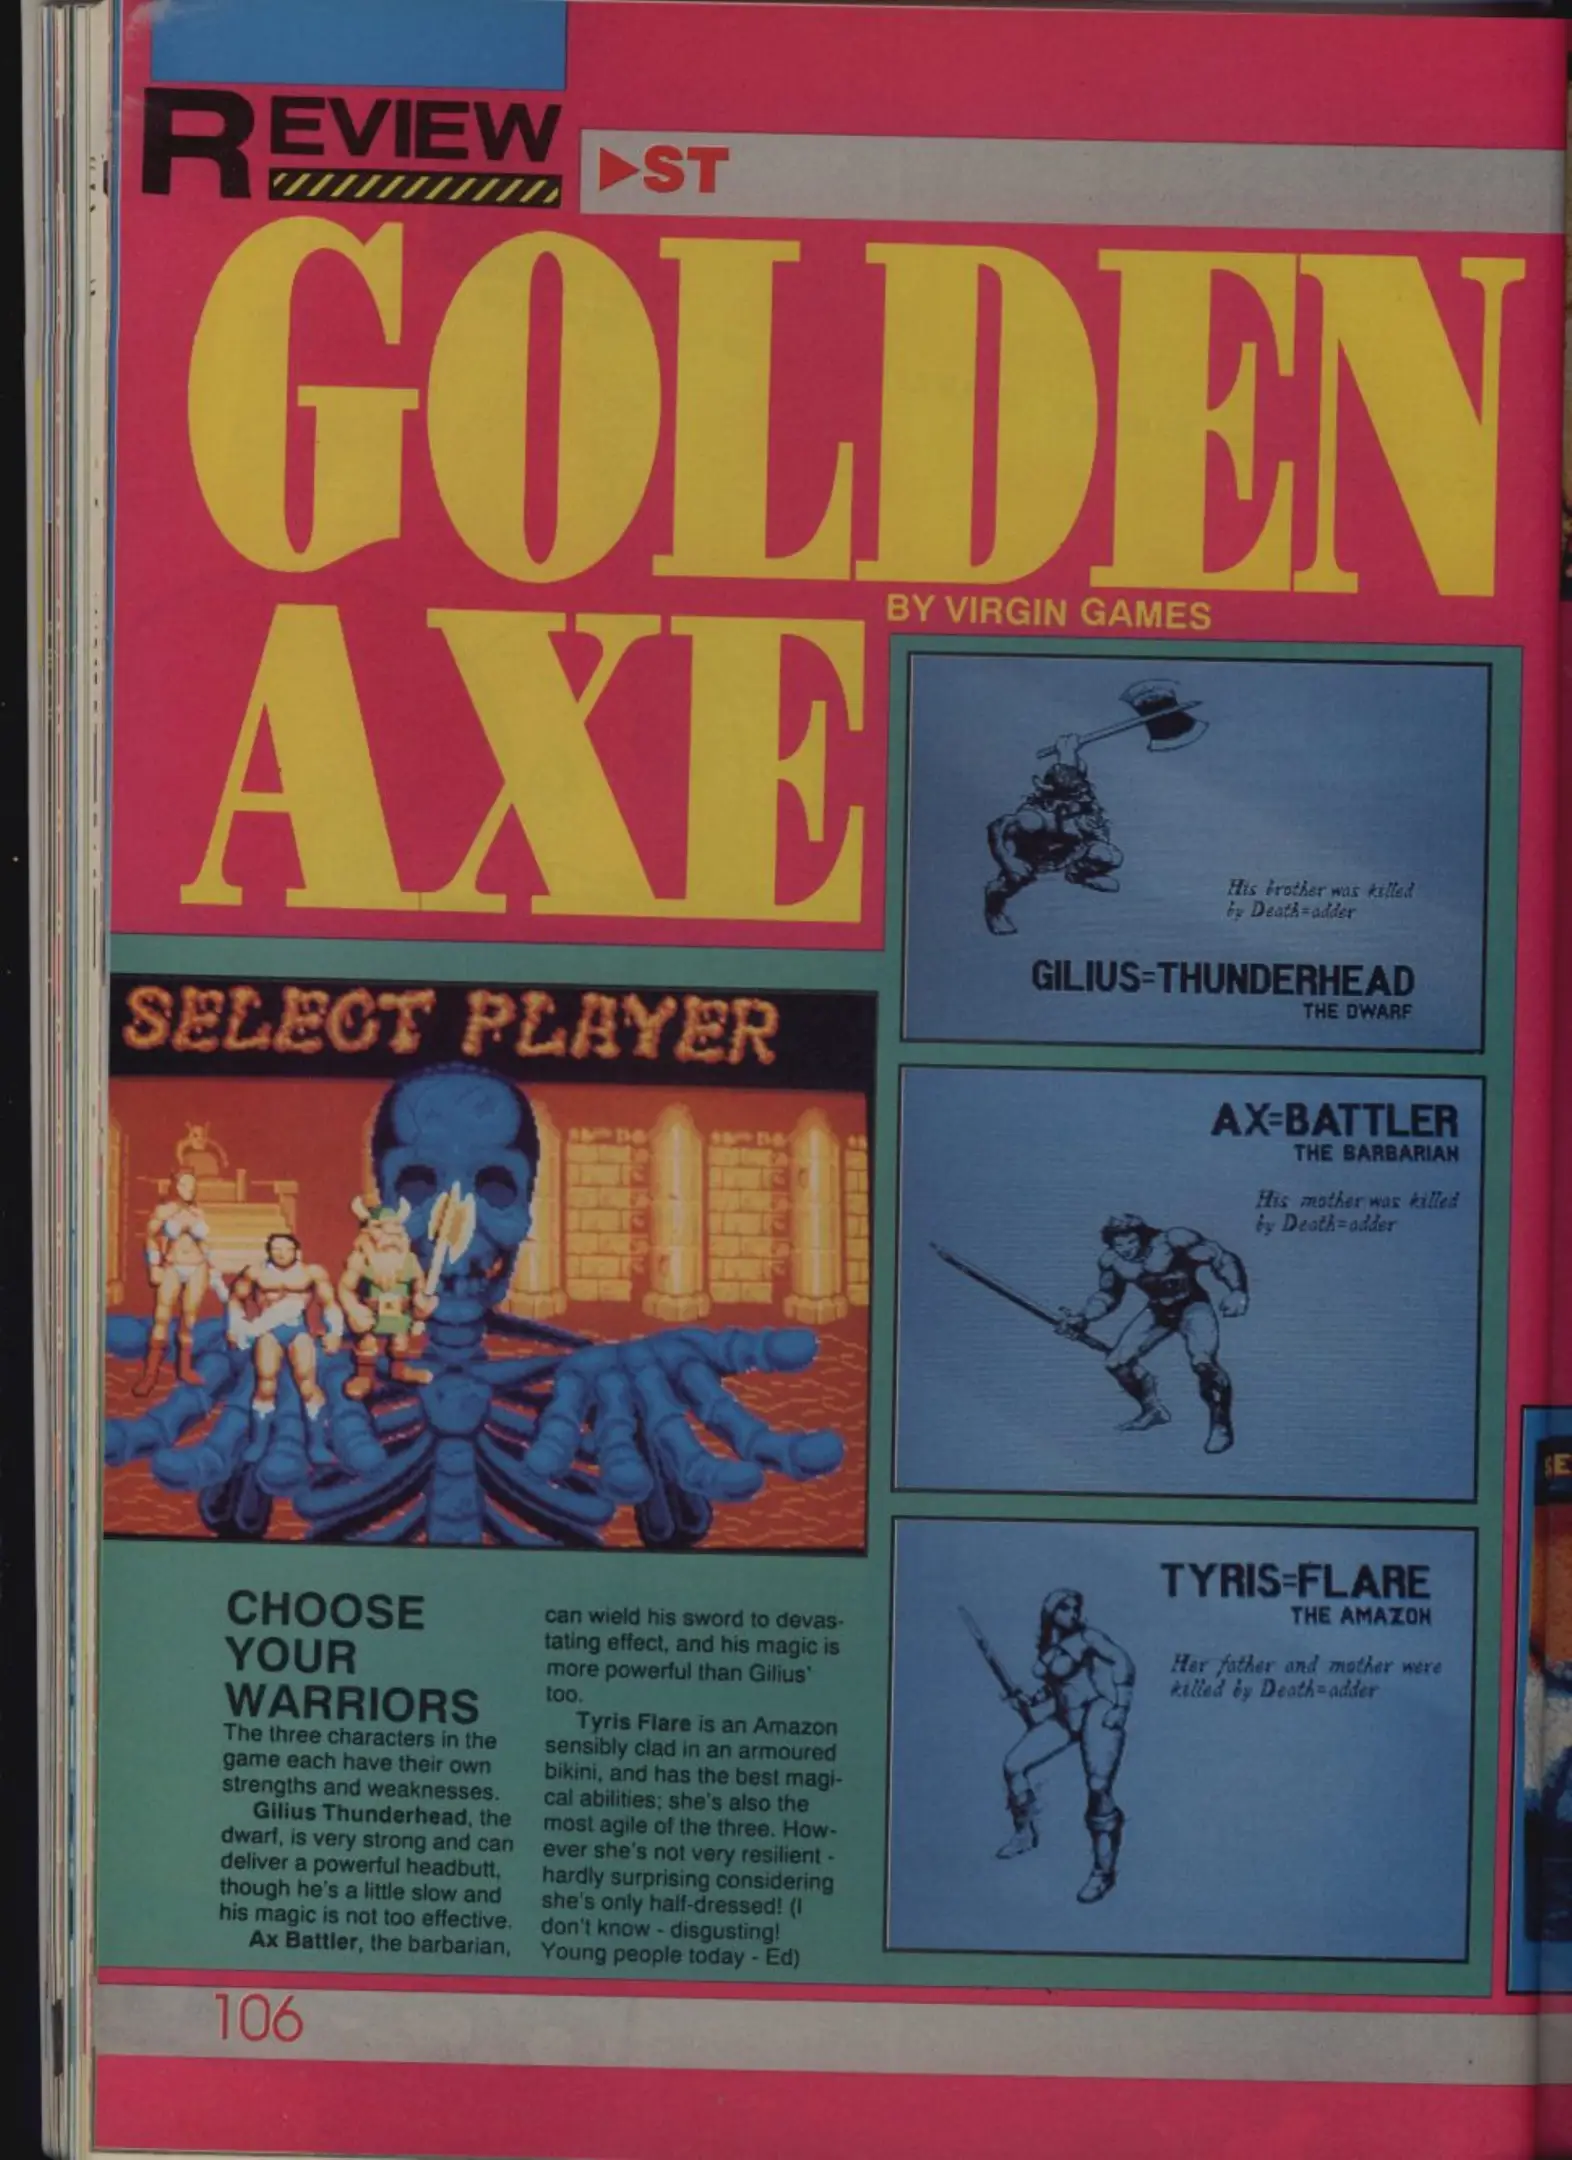 REVIEW
ST
GOLDEN
AXE
BY VIRGIN GAMES
His brother was killed
by Death=adder
GILIUS=THUNDERHEAD
THE DWARF
SELECT PLAYER
AX=BATTLER
THE BARBARIAN
His mother was killed
by Death=adder
TYRIS=FLARE
THE AMAZON
Her father and mother were
killed by Death=adder
CHOOSE
YOUR
WARRIORS
The three characters in the
game each have their own
strengths and weaknesses.
Gilius Thunderhead, the
dwarf, is very strong and can
deliver a powerful headbutt,
though he's a little slow and
his magic is not too effective.
Ax Battler, the barbarian,
can wield his sword to devas-
tating effect, and his magic is
more powerful than Gilius'
too.
Tyris Flare is an Amazon
sensibly clad in an armoured
bikini, and has the best magi-
cal abilities; she's also the
most agile of the three. How-
ever she's not very resilient -
hardly surprising considering
she's only half-dressed! (I
don't know - disgusting!
Young people today - Ed)
106